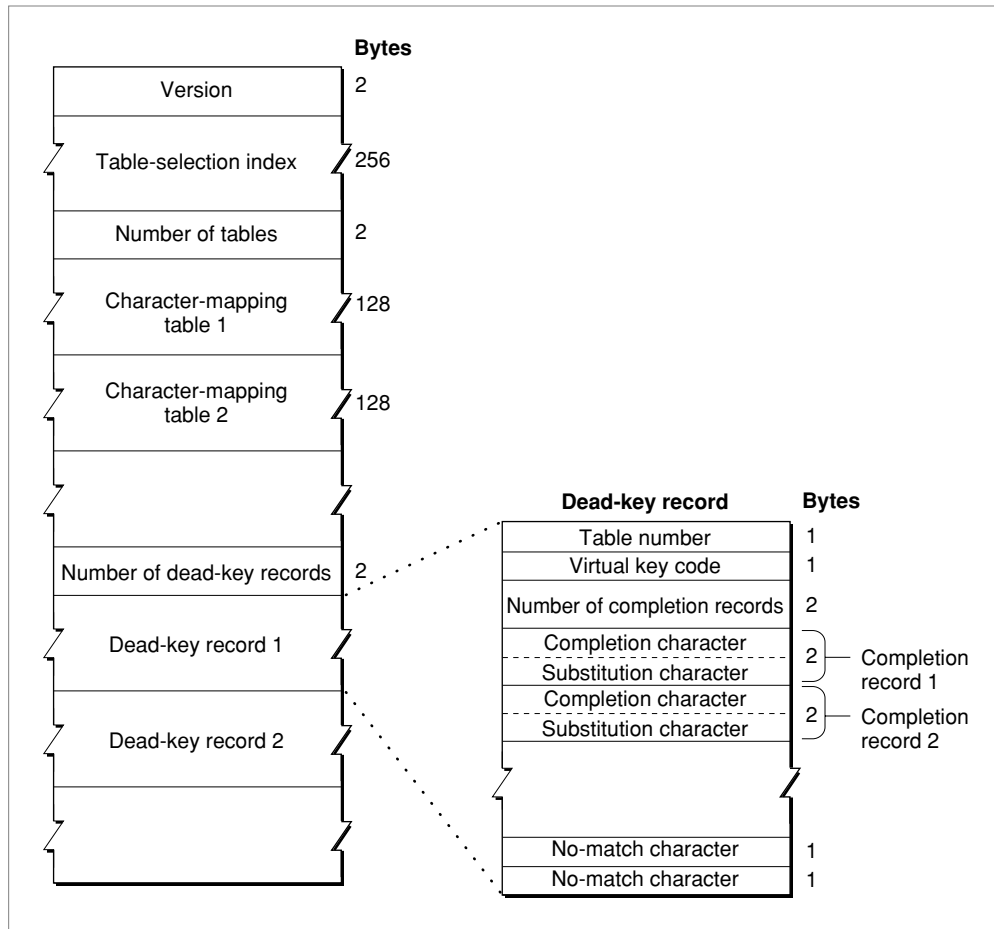 Bytes
Version
2
Table-selection index
256
Number of tables
2
Character-mapping
table 1
128
Character-mapping
table 2
128
Number of dead-key records
2
Dead-key record 1
Dead-key record 2
Dead-key record
Bytes
Table number
1
Virtual key code
1
Number of completion records
2
Completion character
Substitution character
2
Completion
record 1
Completion character
Substitution character
2
Completion
record 2
No-match character
1
No-match character
1